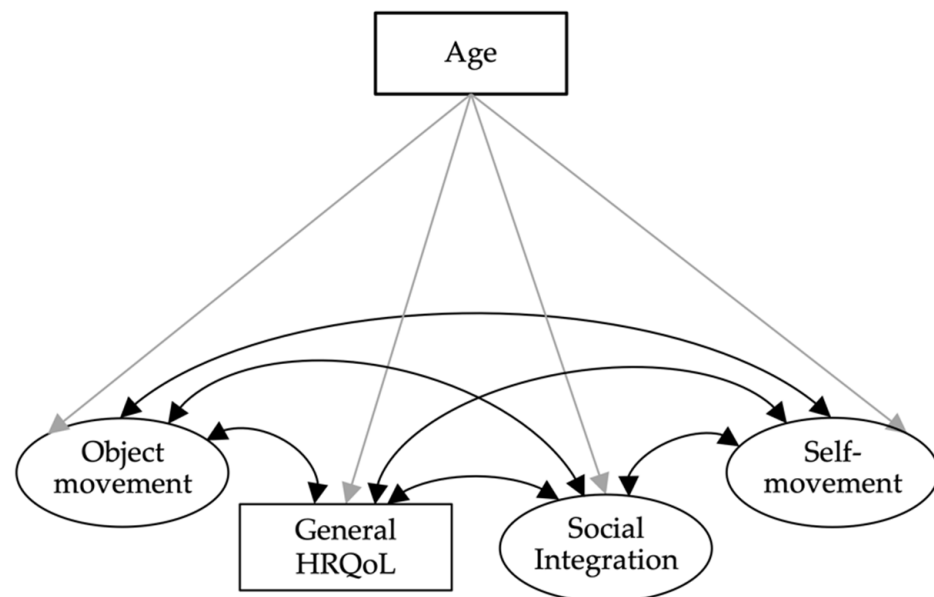 Age
Object
movement
General
HRQoL
Social
Integration
Self-
movement